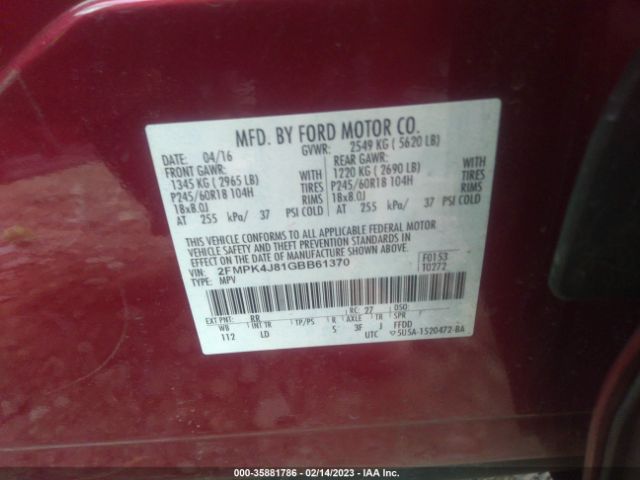 MFD. BY FORD MOTOR CO.
DATE: 04/16 GVWR: 2549 KG ( 5620 LB)
FRONT GAWR: REAR GAWR:
1345 KG ( 2965 LB) WITH 1220 KG ( 2690 LB) WITH
P245/60R18 104H TIRES P245/60R18 104H TIRES
18x8.0J RIMS 18x8.0J RIMS
AT 255 kPa/ 37 PSI COLD AT 255 kPa/ 37 PSI COLD
THIS VEHICLE CONFORMS TO ALL APPLICABLE FEDERAL MOTOR
VEHICLE SAFETY AND THEFT PREVENTION STANDARDS IN
EFFECT ON THE DATE OF MANUFACTURE SHOWN ABOVE.
VIN: 2FMPK4J81GBB61370 F0153
TYPE: MPV T0272
EXT PNT: RR RC: 27 DSO:
WB INT TR TP/PS R AXLE TR SPR
112 LD S 3F J FFDD
UTC 5U5A-1520472-BA
000-35881786 - 02/14/2023 - IAA Inc.